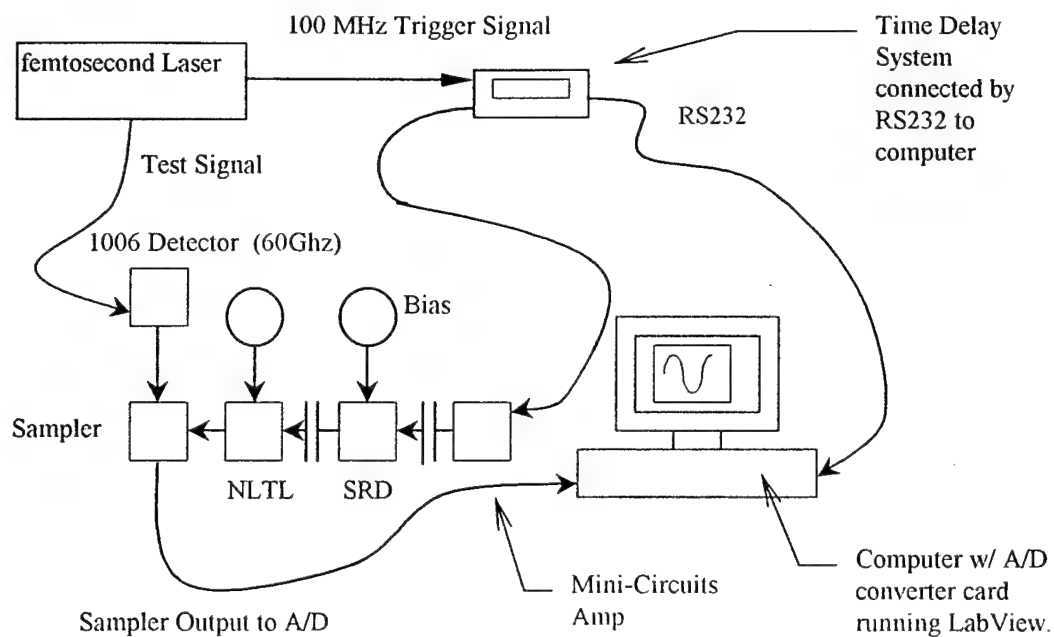 100 MHz Trigger Signal
Time Delay
System
connected by
RS232 to
computer
femtosecond Laser
RS232
Test Signal
1006 Detector (60Ghz)
Bias
Sampler
NLTL
SRD
Mini-Circuits
Amp
Computer w/ A/D
converter card
running LabView.
Sampler Output to A/D